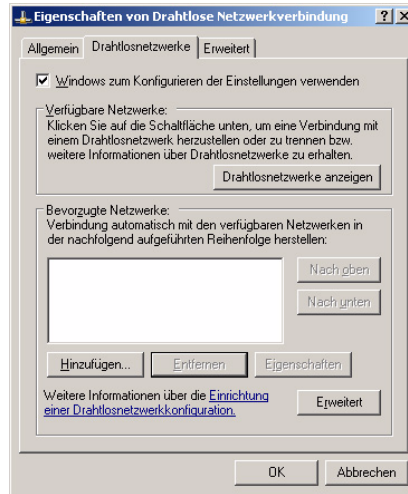 Eigenschaften von Drahtlose Netzwerkverbindung
Allgemein Drahtlosnetzwerke Erweitert
Windows zum Konfigurieren der Einstellungen verwenden
Verfügbare Netzwerke:
Klicken Sie auf die Schaltfläche unten, um eine Verbindung mit
einem Drahtlosnetzwerk herzustellen oder zu trennen bzw.
weitere Informationen über Drahtlosnetzwerke zu erhalten.
Drahtlosnetzwerke anzeigen
Bevorzugte Netzwerke:
Verbindung automatisch mit den verfügbaren Netzwerken in
der nachfolgend aufgeführten Reihenfolge herstellen:
Nach oben
Nach unten
Hinzufügen... Entfernen Eigenschaften
Weitere Informationen über die Einrichtung
einer Drahtlosnetzwerkkonfiguration.
Erweitert
OK Abbrechen